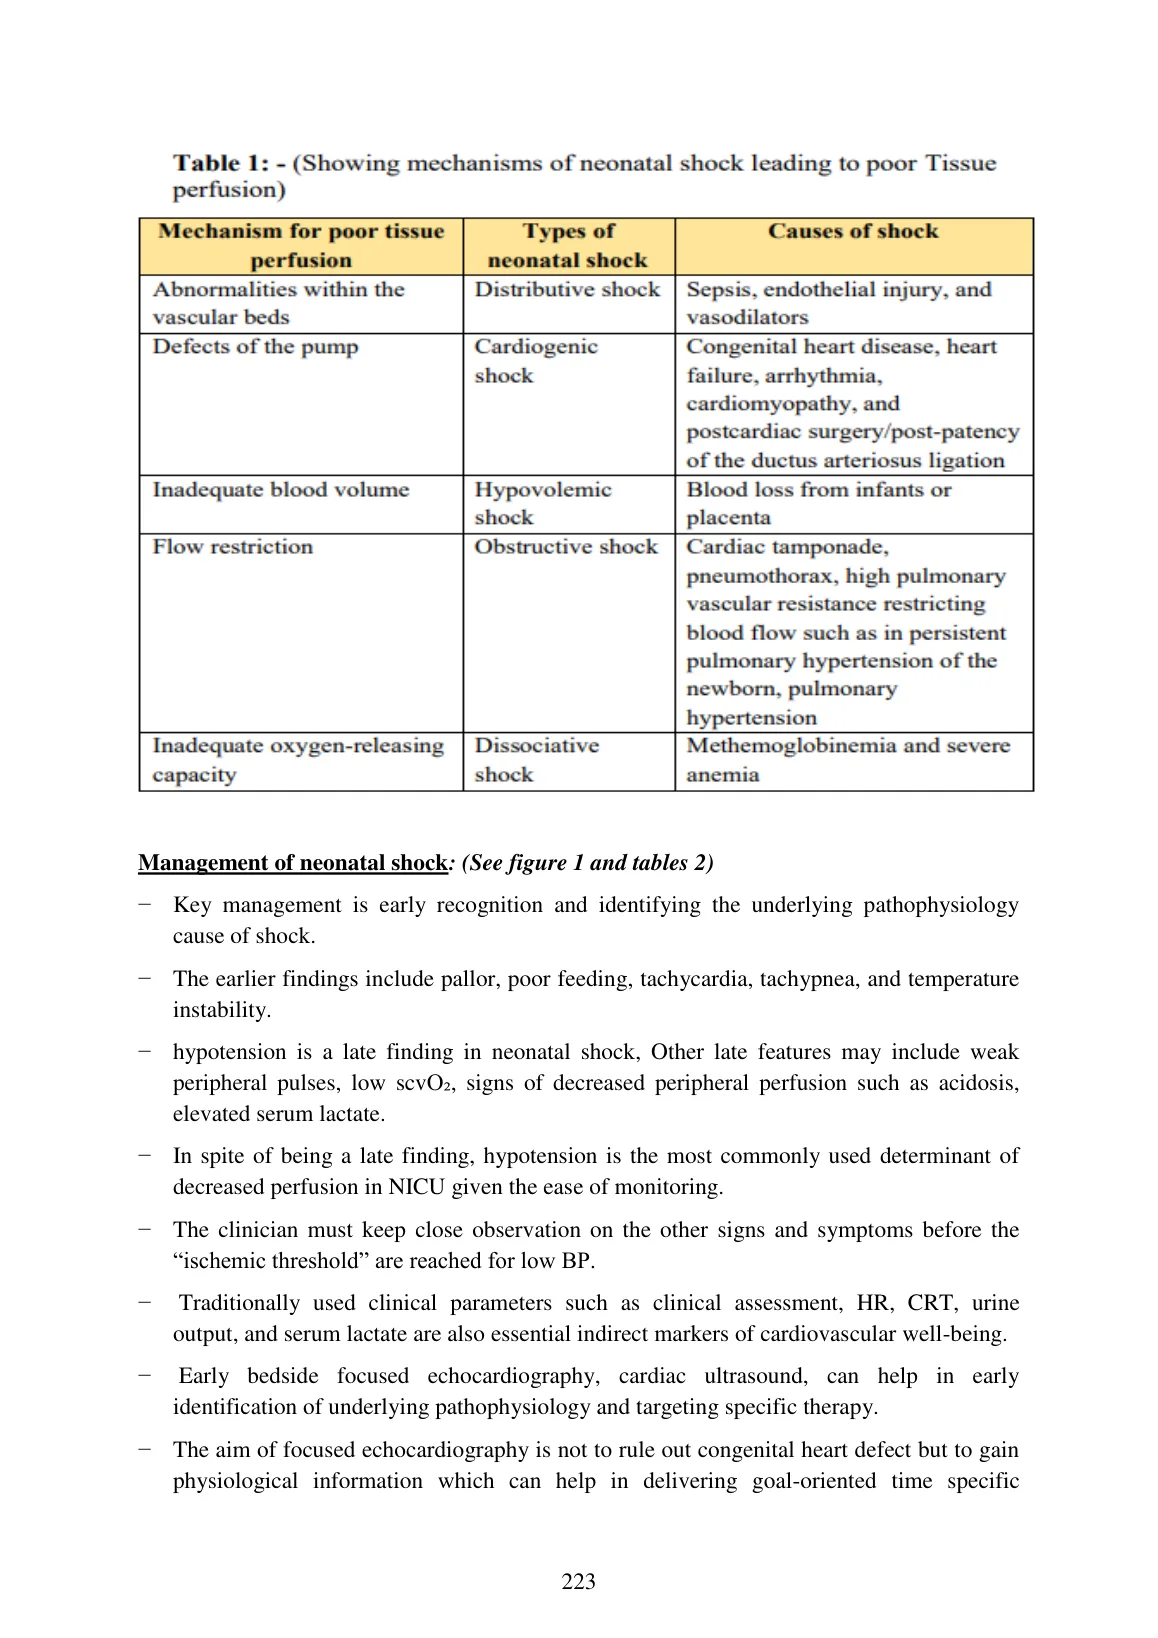 Table 1: - (Showing mechanisms of neonatal shock leading to poor Tissue
perfusion)
Mechanism for poor tissue
perfusion
Types of
neonatal shock
Causes of shock
Abnormalities within the
vascular beds
Distributive shock
Sepsis, endothelial injury, and
vasodilators
Defects of the pump
Cardiogenic
shock
Congenital heart disease, heart
failure, arrhythmia,
cardiomyopathy, and
postcardiac surgery/post-patency
of the ductus arteriosus ligation
Inadequate blood volume
Hypovolemic
shock
Blood loss from infants or
placenta
Flow restriction
Obstructive shock
Cardiac tamponade,
pneumothorax, high pulmonary
vascular resistance restricting
blood flow such as in persistent
pulmonary hypertension of the
newborn, pulmonary
hypertension
Inadequate oxygen-releasing
capacity
Dissociative
shock
Methemoglobinemia and severe
anemia
Management of neonatal shock: (See figure 1 and tables 2)
− Key management is early recognition and identifying the underlying pathophysiology
cause of shock.
− The earlier findings include pallor, poor feeding, tachycardia, tachypnea, and temperature
instability.
− hypotension is a late finding in neonatal shock, Other late features may include weak
peripheral pulses, low scvO₂, signs of decreased peripheral perfusion such as acidosis,
elevated serum lactate.
− In spite of being a late finding, hypotension is the most commonly used determinant of
decreased perfusion in NICU given the ease of monitoring.
− The clinician must keep close observation on the other signs and symptoms before the
“ischemic threshold” are reached for low BP.
− Traditionally used clinical parameters such as clinical assessment, HR, CRT, urine
output, and serum lactate are also essential indirect markers of cardiovascular well-being.
− Early bedside focused echocardiography, cardiac ultrasound, can help in early
identification of underlying pathophysiology and targeting specific therapy.
− The aim of focused echocardiography is not to rule out congenital heart defect but to gain
physiological information which can help in delivering goal-oriented time specific
223